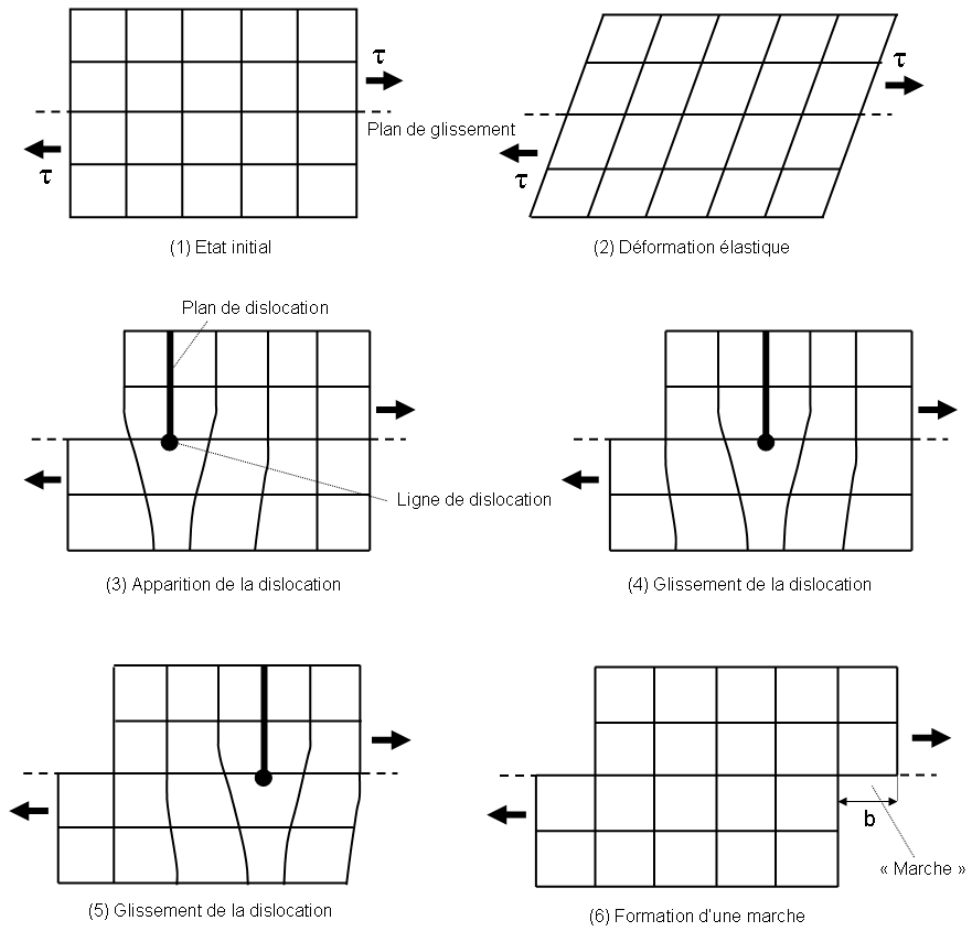 τ
τ
Plan de glissement
τ
τ
(1) Etat initial
(2) Déformation élastique
Plan de dislocation
Ligne de dislocation
(3) Apparition de la dislocation
(4) Glissement de la dislocation
b
« Marche »
(5) Glissement de la dislocation
(6) Formation d'une marche